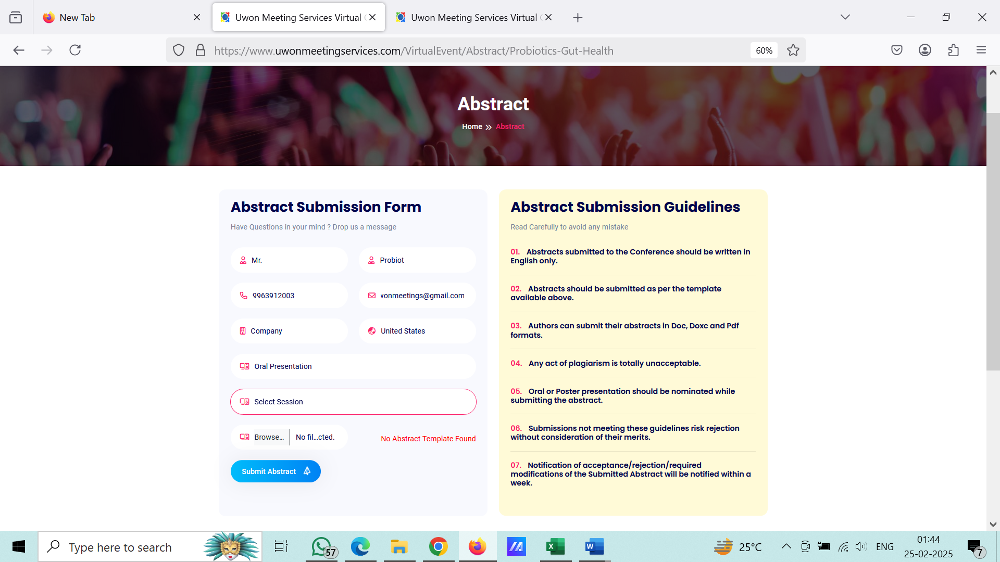 New Tab
Uwon Meeting Services Virtual
Uwon Meeting Services Virtual
https://www.uwonmeetingservices.com/VirtualEvent/Abstract/Probiotics-Gut-Health
60%
Abstract
Home
Abstract
Abstract Submission Form
Have Questions in your mind ? Drop us a message
Mr.
Probiot
9963912003
vonmeetings@gmail.com
Company
United States
Oral Presentation
Select Session
Browse...
No fil...cted.
No Abstract Template Found
Submit Abstract
Abstract Submission Guidelines
Read Carefully to avoid any mistake
01. Abstracts submitted to the Conference should be written in
English only.
02. Abstracts should be submitted as per the template
available above.
03. Authors can submit their abstracts in Doc, Doxc and Pdf
formats.
04. Any act of plagiarism is totally unacceptable.
05. Oral or Poster presentation should be nominated while
submitting the abstract.
06. Submissions not meeting these guidelines risk rejection
without consideration of their merits.
07. Notification of acceptance/rejection/required
modifications of the Submitted Abstract will be notified within a
week.
Type here to search
57
25°C
ENG
01:44
25-02-2025
7